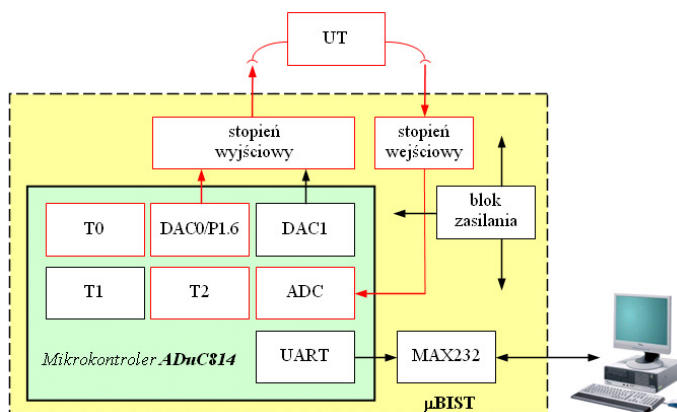 UT
stopień
wyjściowy
stopień
wejściowy
blok
zasilania
T0
DAC0/P1.6
DAC1
T1
T2
ADC
Mikrokontroler ADuC814
UART
MAX232
µBIST